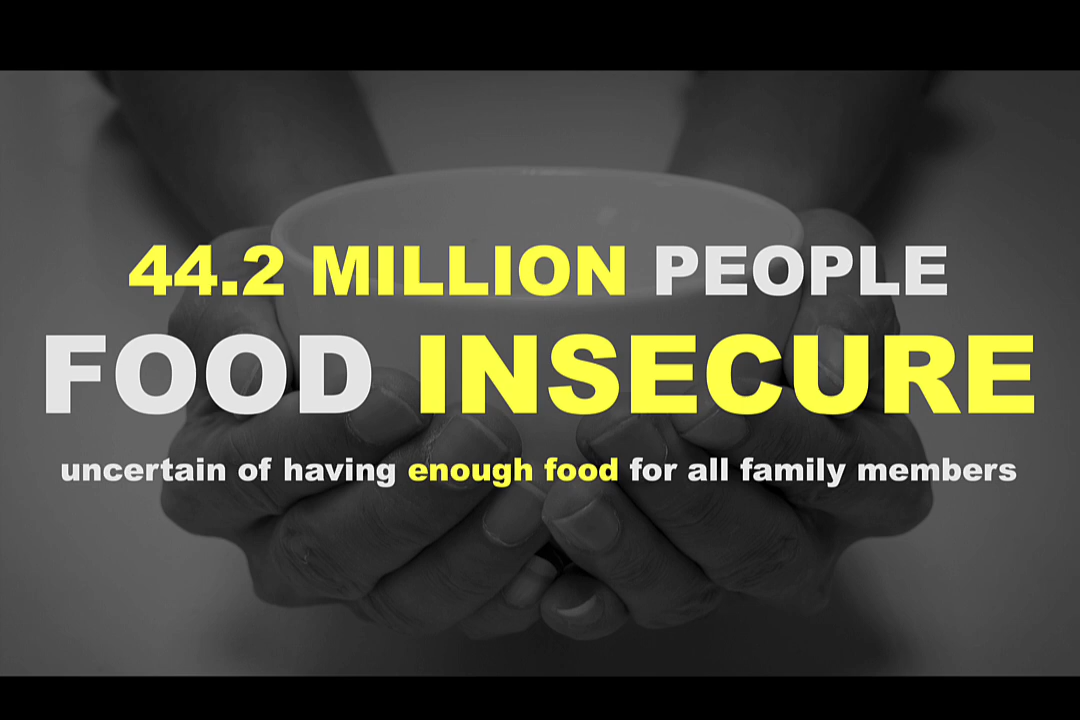 44.2 MILLION PEOPLE
FOOD INSECURE
uncertain of having enough food for all family members